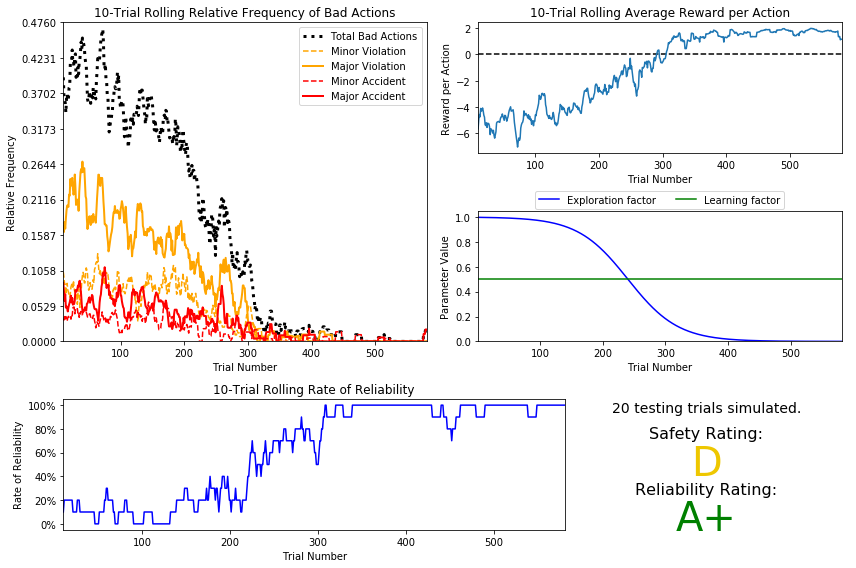 10-Trial Rolling Relative Frequency of Bad Actions
Relative Frequency
0.4760
0.4231
0.3702
0.3173
0.2644
0.2116
0.1587
0.1058
0.0529
0.0000
Total Bad Actions
Minor Violation
Major Violation
Minor Accident
Major Accident
100 200 300 400 500
Trial Number
10-Trial Rolling Average Reward per Action
Reward per Action
2
0
−2
−4
−6
100 200 300 400 500
Trial Number
Exploration factor Learning factor
Parameter Value
1.0
0.8
0.6
0.4
0.2
0.0
100 200 300 400 500
Trial Number
10-Trial Rolling Rate of Reliability
Rate of Reliability
100%
80%
60%
40%
20%
0%
100 200 300 400 500
Trial Number
20 testing trials simulated.
Safety Rating:
D
Reliability Rating:
A+